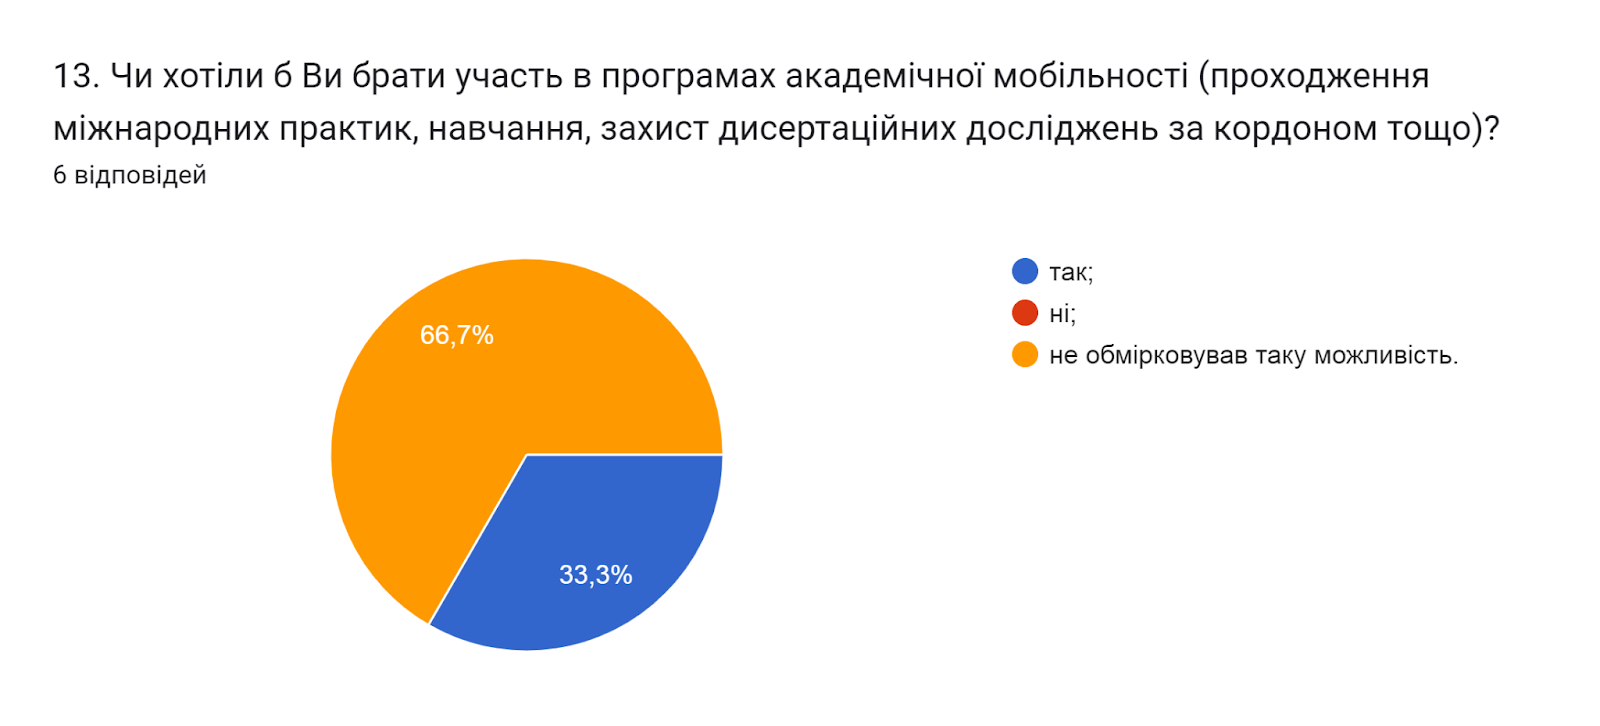 13. Чи хотіли б Ви брати участь в програмах академічної мобільності (проходження
міжнародних практик, навчання, захист дисертаційних досліджень за кордоном тощо)?
6 відповідей
так;
ні;
не обмірковував таку можливість.
66,7%
33,3%